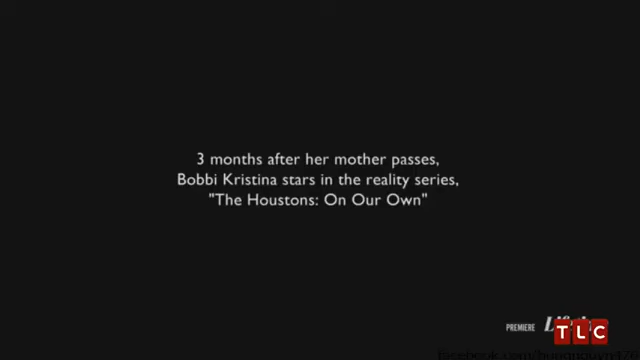 3 months after her mother passes,
Bobbi Kristina stars in the reality series,
"The Houstons: On Our Own"
PREMIERE
TLC